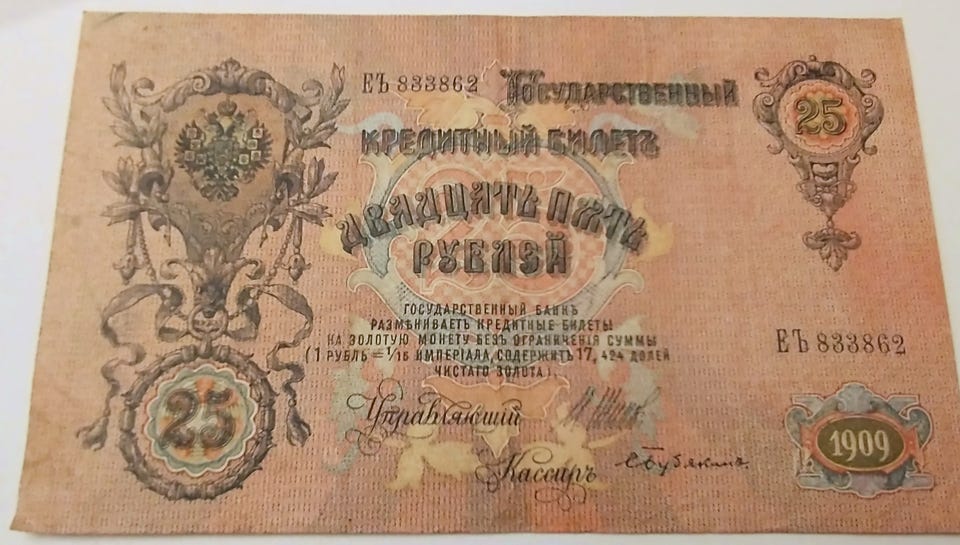 ЕЪ 833862
Государственный
кредитный билетъ
двадцать пять
рублей
25
Государственный банкъ
размѣниваетъ кредитные билеты
на золотую монету безъ ограниченія суммы
(1 рубль = 1/15 имперіала, содержитъ 17,424 долей
чистаго золота).
ЕЪ 833862
25
Управляющій
Кассиръ
1909